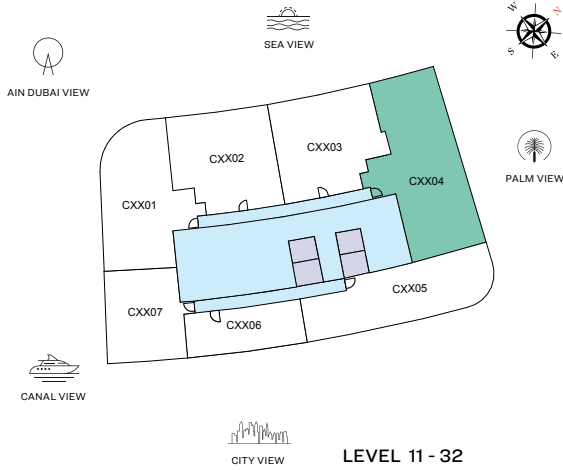 W
N
S
E
SEA VIEW
AIN DUBAI VIEW
PALM VIEW
CXX02
CXX03
CXX04
CXX01
CXX05
CXX07
CXX06
CANAL VIEW
CITY VIEW
LEVEL 11 - 32